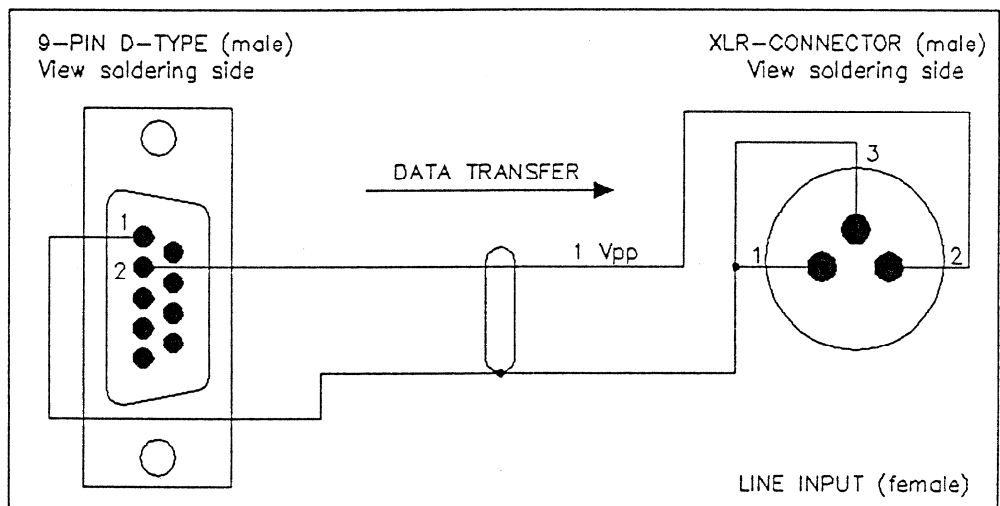 9-PIN D-TYPE (male)
View soldering side
XLR-CONNECTOR (male)
View soldering side
DATA TRANSFER
3
1
2
1 Vpp
1
2
LINE INPUT (female)